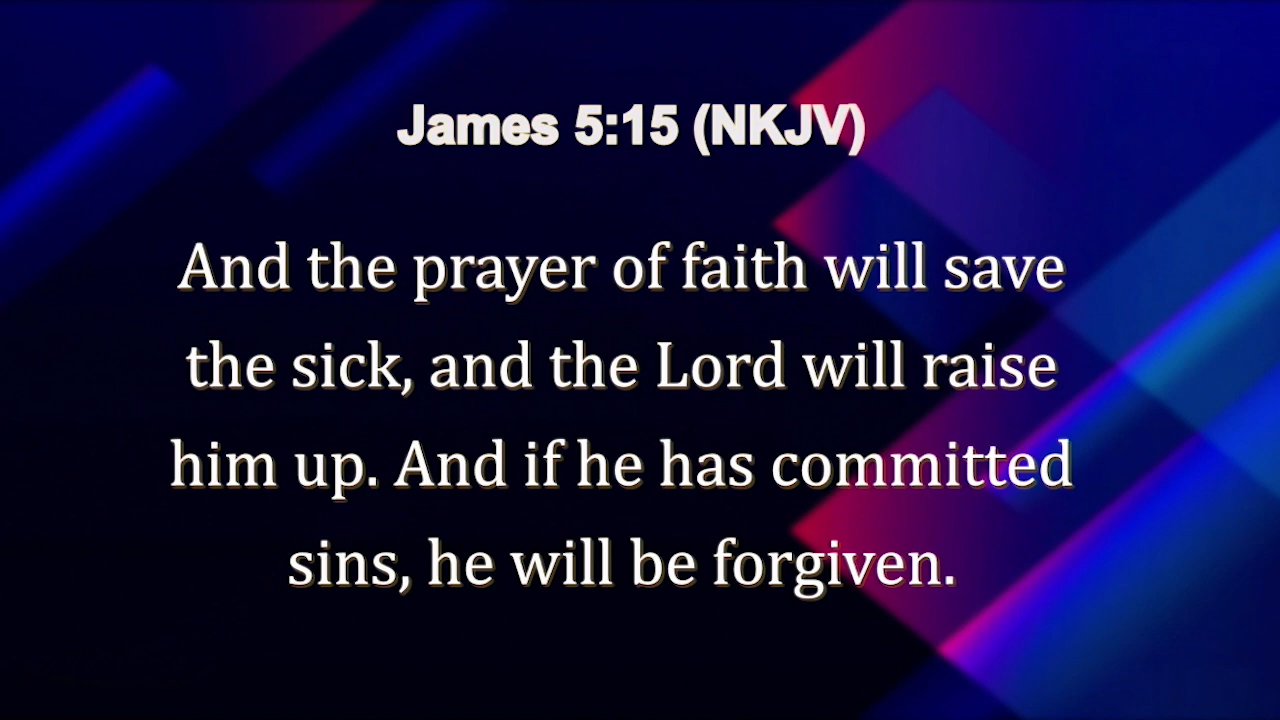 James 5:15 (NKJV)
And the prayer of faith will save
the sick, and the Lord will raise
him up. And if he has committed
sins, he will be forgiven.